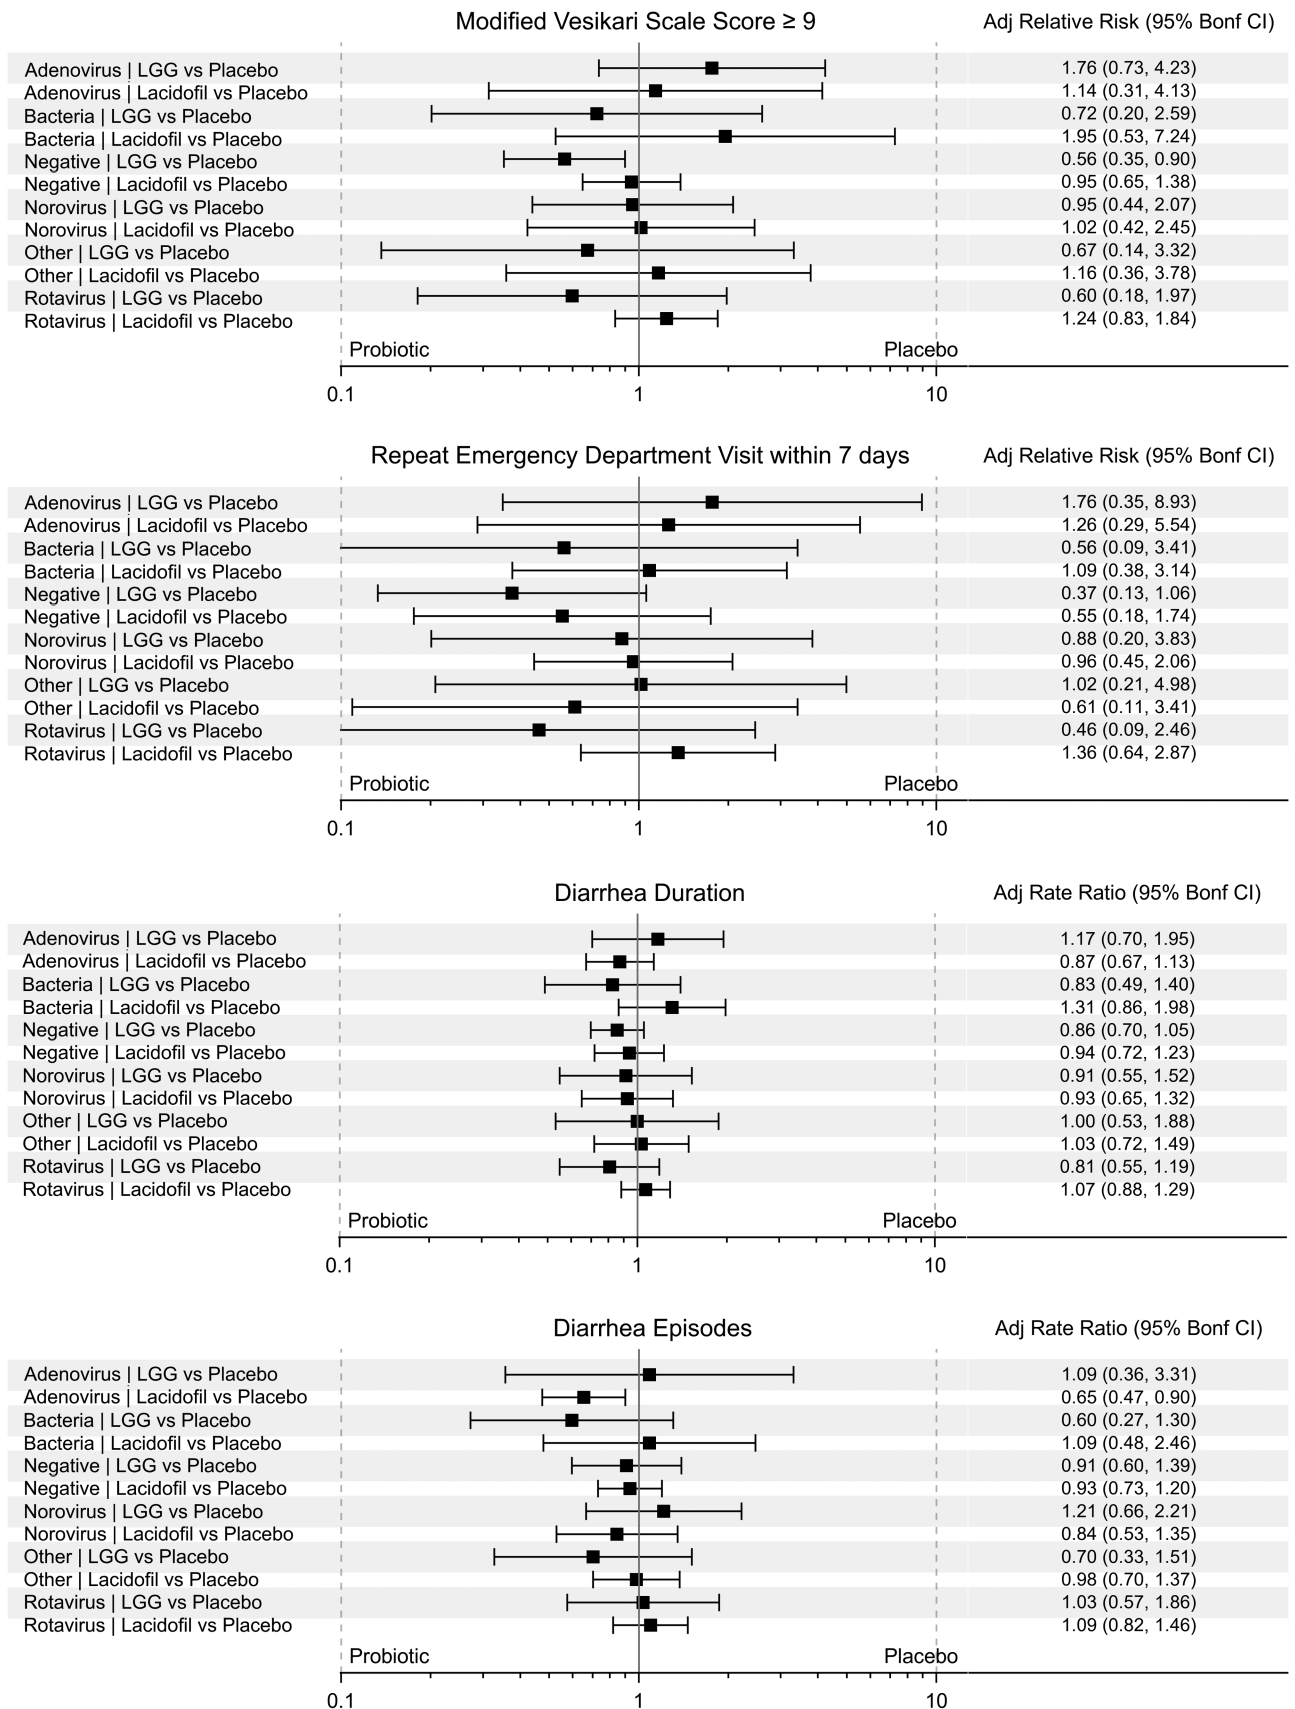 Modified Vesikari Scale Score ≥ 9 Adj Relative Risk (95% Bonf CI)
Adenovirus | LGG vs Placebo 1.76 (0.73, 4.23)
Adenovirus | Lacidofil vs Placebo 1.14 (0.31, 4.13)
Bacteria | LGG vs Placebo 0.72 (0.20, 2.59)
Bacteria | Lacidofil vs Placebo 1.95 (0.53, 7.24)
Negative | LGG vs Placebo 0.56 (0.35, 0.90)
Negative | Lacidofil vs Placebo 0.95 (0.65, 1.38)
Norovirus | LGG vs Placebo 0.95 (0.44, 2.07)
Norovirus | Lacidofil vs Placebo 1.02 (0.42, 2.45)
Other | LGG vs Placebo 0.67 (0.14, 3.32)
Other | Lacidofil vs Placebo 1.16 (0.36, 3.78)
Rotavirus | LGG vs Placebo 0.60 (0.18, 1.97)
Rotavirus | Lacidofil vs Placebo 1.24 (0.83, 1.84)
Probiotic Placebo
0.1 1 10
Repeat Emergency Department Visit within 7 days Adj Relative Risk (95% Bonf CI)
Adenovirus | LGG vs Placebo 1.76 (0.35, 8.93)
Adenovirus | Lacidofil vs Placebo 1.26 (0.29, 5.54)
Bacteria | LGG vs Placebo 0.56 (0.09, 3.41)
Bacteria | Lacidofil vs Placebo 1.09 (0.38, 3.14)
Negative | LGG vs Placebo 0.37 (0.13, 1.06)
Negative | Lacidofil vs Placebo 0.55 (0.18, 1.74)
Norovirus | LGG vs Placebo 0.88 (0.20, 3.83)
Norovirus | Lacidofil vs Placebo 0.96 (0.45, 2.06)
Other | LGG vs Placebo 1.02 (0.21, 4.98)
Other | Lacidofil vs Placebo 0.61 (0.11, 3.41)
Rotavirus | LGG vs Placebo 0.46 (0.09, 2.46)
Rotavirus | Lacidofil vs Placebo 1.36 (0.64, 2.87)
Probiotic Placebo
0.1 1 10
Diarrhea Duration Adj Rate Ratio (95% Bonf CI)
Adenovirus | LGG vs Placebo 1.17 (0.70, 1.95)
Adenovirus | Lacidofil vs Placebo 0.87 (0.67, 1.13)
Bacteria | LGG vs Placebo 0.83 (0.49, 1.40)
Bacteria | Lacidofil vs Placebo 1.31 (0.86, 1.98)
Negative | LGG vs Placebo 0.86 (0.70, 1.05)
Negative | Lacidofil vs Placebo 0.94 (0.72, 1.23)
Norovirus | LGG vs Placebo 0.91 (0.55, 1.52)
Norovirus | Lacidofil vs Placebo 0.93 (0.65, 1.32)
Other | LGG vs Placebo 1.00 (0.53, 1.88)
Other | Lacidofil vs Placebo 1.03 (0.72, 1.49)
Rotavirus | LGG vs Placebo 0.81 (0.55, 1.19)
Rotavirus | Lacidofil vs Placebo 1.07 (0.88, 1.29)
Probiotic Placebo
0.1 1 10
Diarrhea Episodes Adj Rate Ratio (95% Bonf CI)
Adenovirus | LGG vs Placebo 1.09 (0.36, 3.31)
Adenovirus | Lacidofil vs Placebo 0.65 (0.47, 0.90)
Bacteria | LGG vs Placebo 0.60 (0.27, 1.30)
Bacteria | Lacidofil vs Placebo 1.09 (0.48, 2.46)
Negative | LGG vs Placebo 0.91 (0.60, 1.39)
Negative | Lacidofil vs Placebo 0.93 (0.73, 1.20)
Norovirus | LGG vs Placebo 1.21 (0.66, 2.21)
Norovirus | Lacidofil vs Placebo 0.84 (0.53, 1.35)
Other | LGG vs Placebo 0.70 (0.33, 1.51)
Other | Lacidofil vs Placebo 0.98 (0.70, 1.37)
Rotavirus | LGG vs Placebo 1.03 (0.57, 1.86)
Rotavirus | Lacidofil vs Placebo 1.09 (0.82, 1.46)
Probiotic Placebo
0.1 1 10